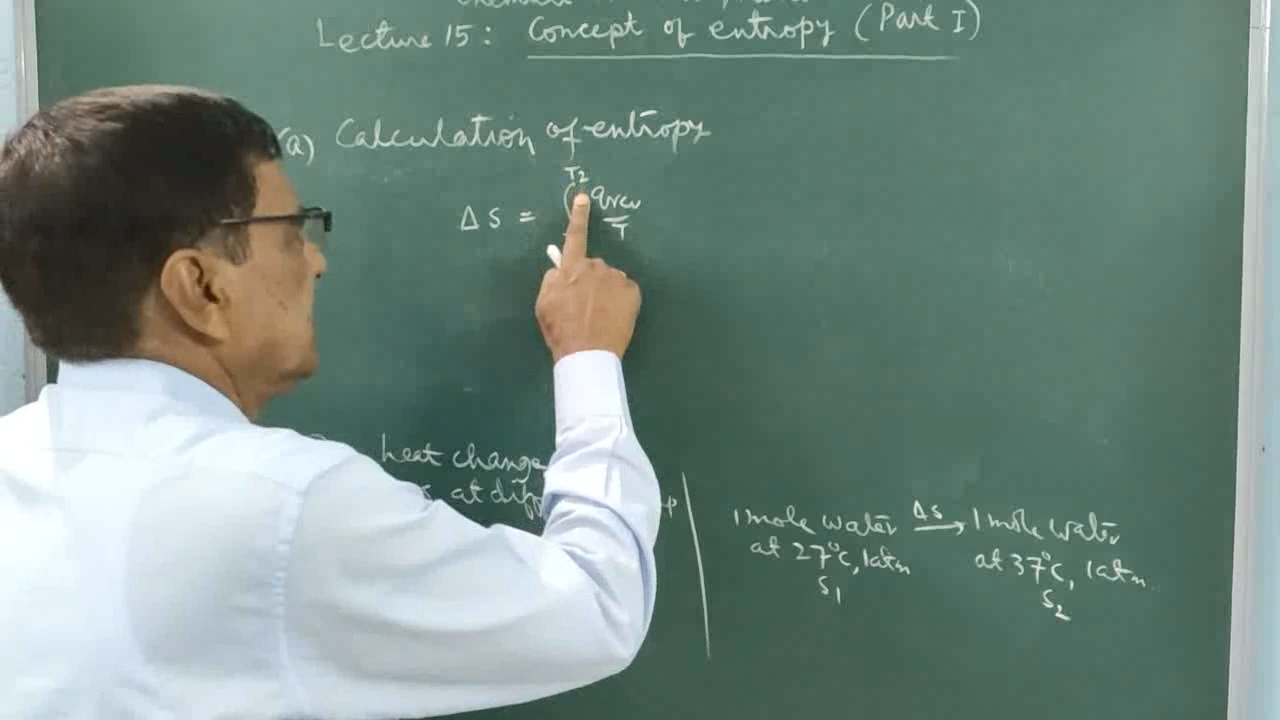 Lecture 15: Concept of entropy (Part I)
(a) Calculation of entropy
T2
ΔS = ∫ qrev
T
heat change
at
1 mole water ΔS → 1 mole water
at 27°C, 1atm at 37°C, 1atm
S1 S2